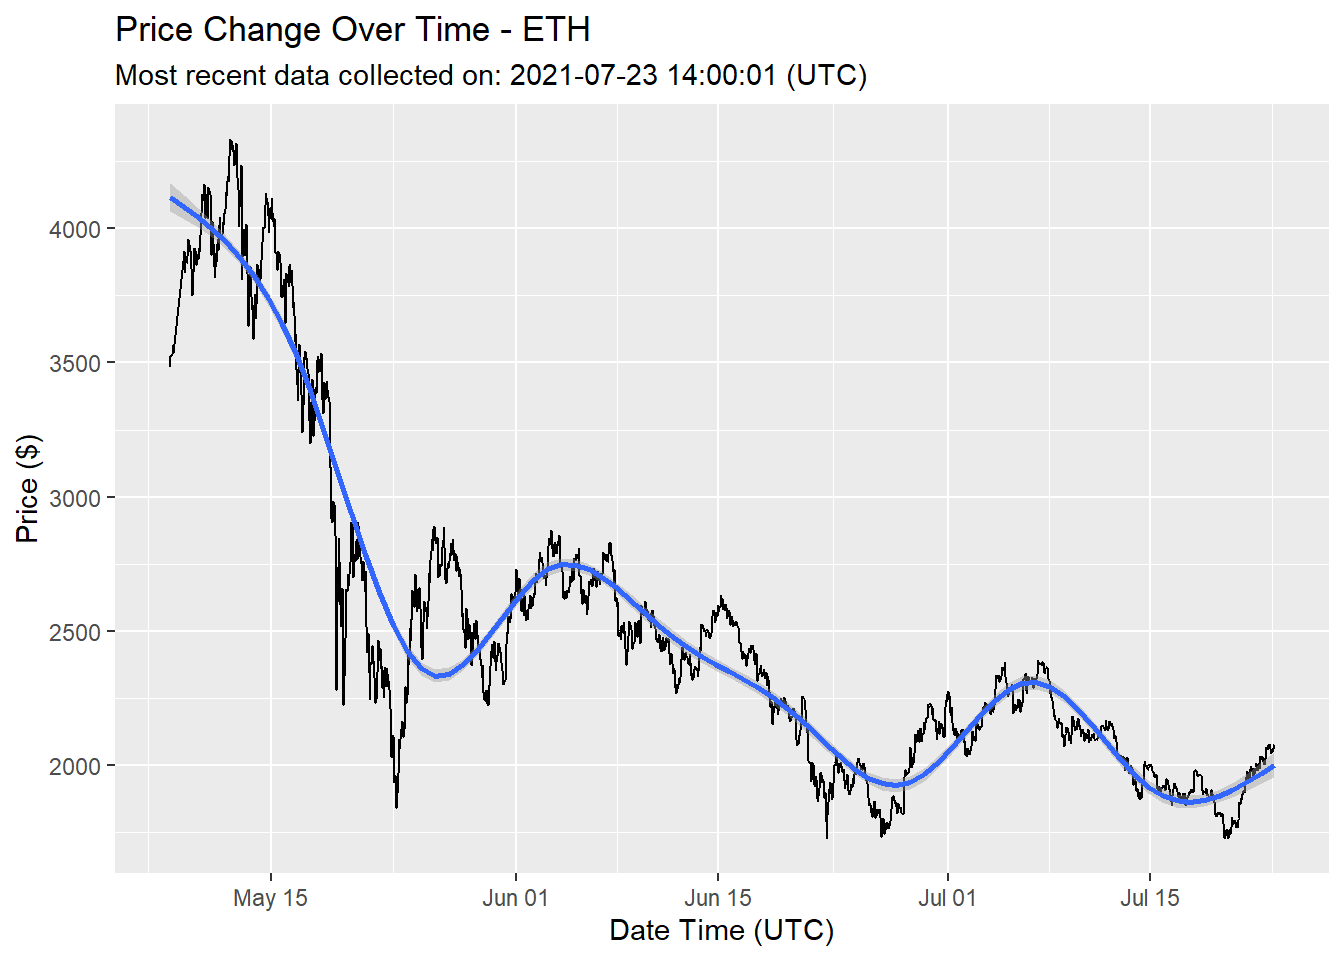 Price Change Over Time - ETH
Most recent data collected on: 2021-07-23 14:00:01 (UTC)
Price ($)
4000
3500
3000
2500
2000
May 15
Jun 01
Jun 15
Jul 01
Jul 15
Date Time (UTC)